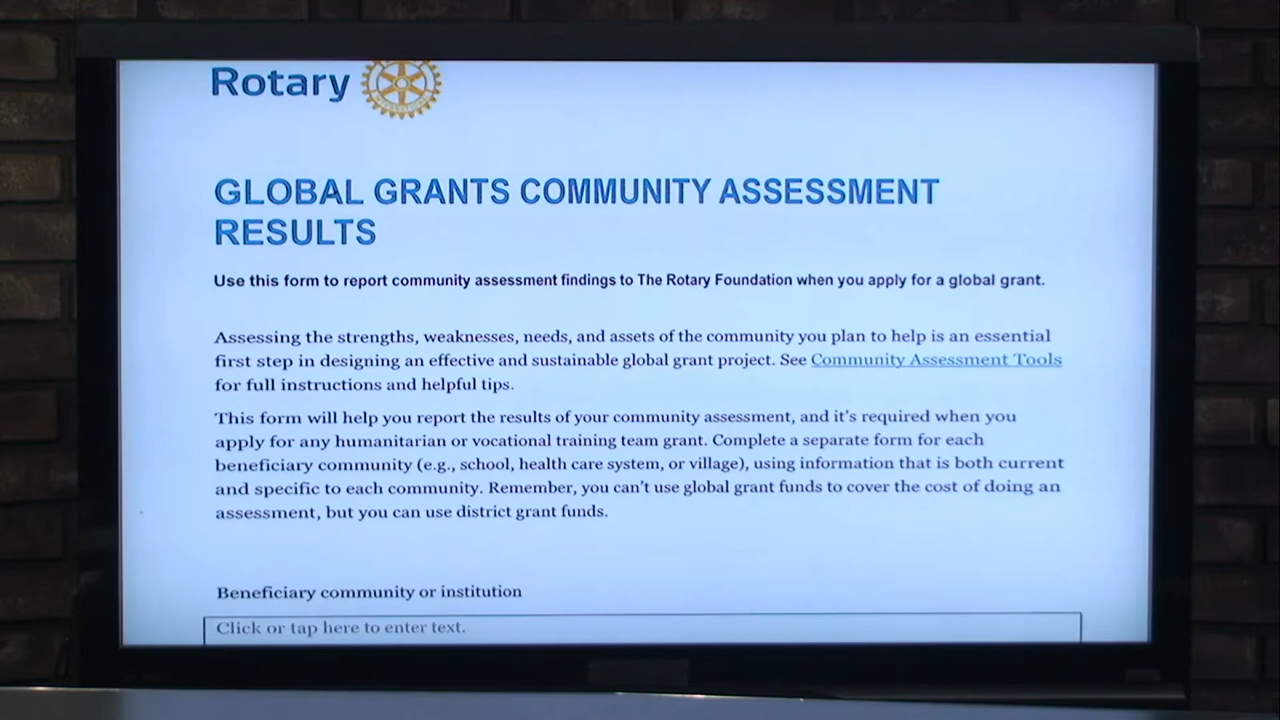 Rotary
GLOBAL GRANTS COMMUNITY ASSESSMENT
RESULTS
Use this form to report community assessment findings to The Rotary Foundation when you apply for a global grant.
Assessing the strengths, weaknesses, needs, and assets of the community you plan to help is an essential
first step in designing an effective and sustainable global grant project. See Community Assessment Tools
for full instructions and helpful tips.
This form will help you report the results of your community assessment, and it’s required when you
apply for any humanitarian or vocational training team grant. Complete a separate form for each
beneficiary community (e.g., school, health care system, or village), using information that is both current
and specific to each community. Remember, you can’t use global grant funds to cover the cost of doing an
assessment, but you can use district grant funds.
Beneficiary community or institution
Click or tap here to enter text.